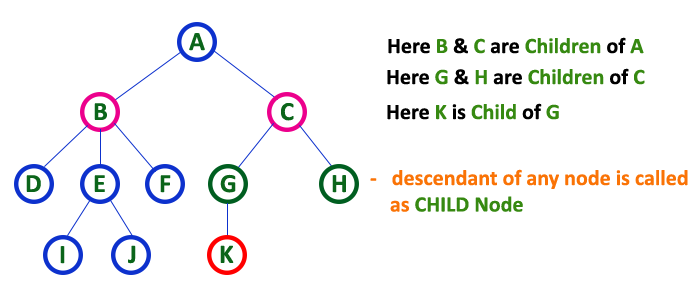 A
Here B & C are Children of A
Here G & H are Children of C
B C
Here K is Child of G
D E F G H
- descendant of any node is called
as CHILD Node
I J K